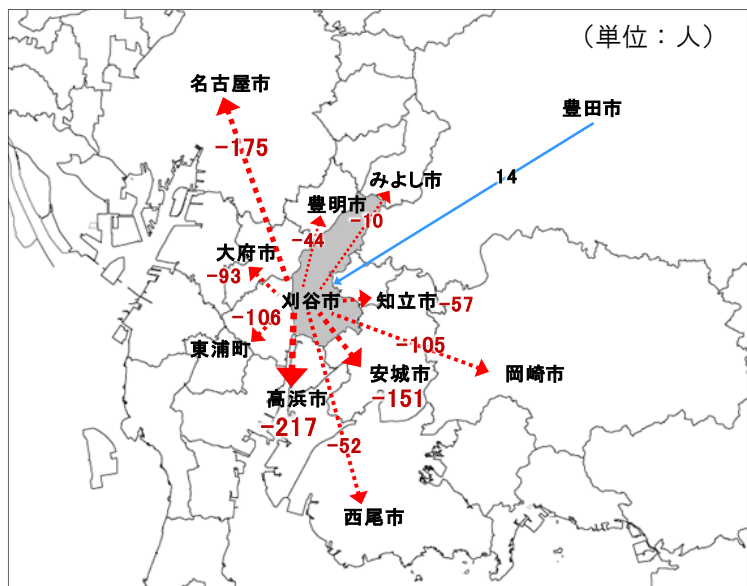 （単位：人）
名古屋市
豊田市
-175
みよし市
14
豊明市
-10
-44
大府市
-93
刈谷市
知立市
-57
-106
-105
東浦町
安城市
岡崎市
高浜市
-151
-217
-52
西尾市